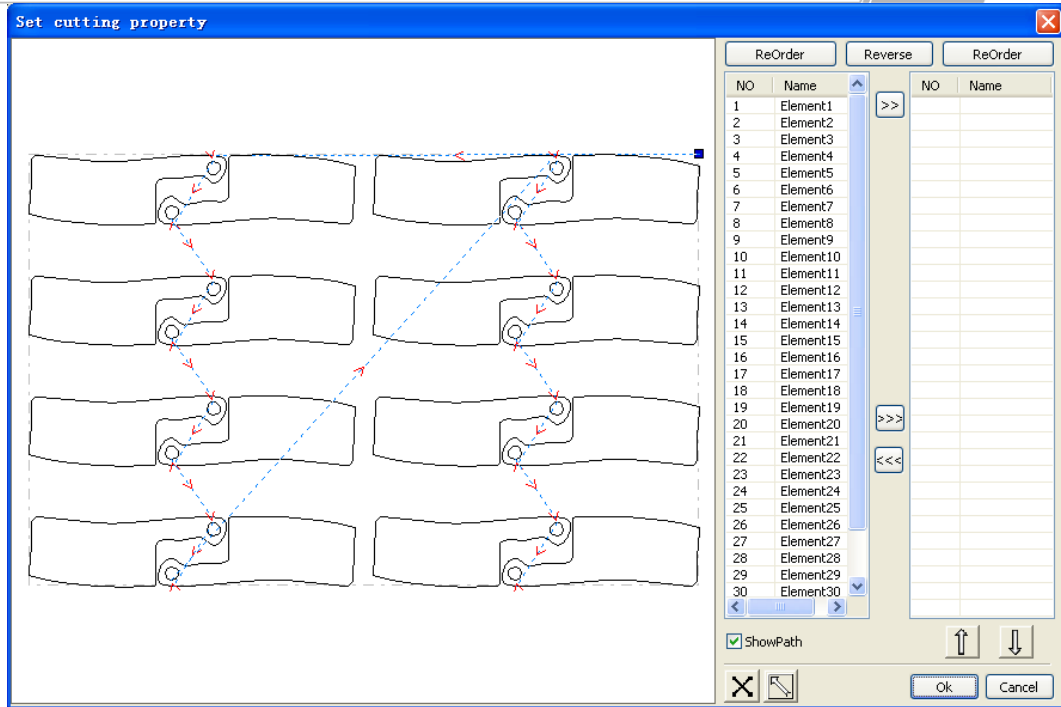 Set cutting property
ReOrder Reverse ReOrder
NO Name NO Name
1 Element1
2 Element2
3 Element3
4 Element4
5 Element5
6 Element6
7 Element7
8 Element8
9 Element9
10 Element10
11 Element11
12 Element12
13 Element13
14 Element14
15 Element15
16 Element16
17 Element17
18 Element18
19 Element19
20 Element20
21 Element21
22 Element22
23 Element23
24 Element24
25 Element25
26 Element26
27 Element27
28 Element28
29 Element29
30 Element30
>>
>>>
<<<
ShowPath
Ok Cancel